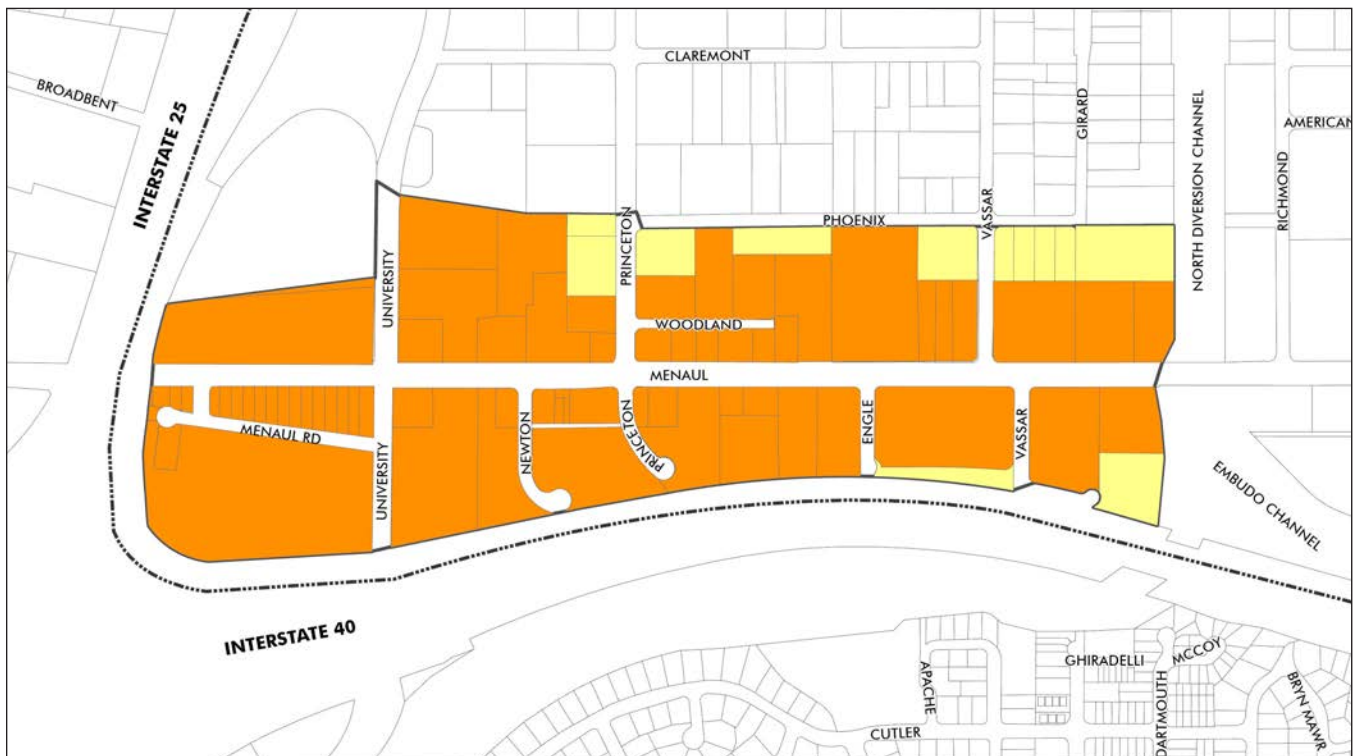 CLAREMONT
BROADBENT
INTERSTATE 25
GIRARD
NORTH DIVERSION CHANNEL
AMERICAN
RICHMOND
PRINCETON
PHOENIX
VASSAR
UNIVERSITY
WOODLAND
MENAUL
MENAUL RD
UNIVERSITY
NEWTON
PRINCETON
PRINCETON
ENGLE
VASSAR
EMBUDO CHANNEL
INTERSTATE 40
APACHE
GHIRADELLI
MCCOY
DARTMOUTH
BRYN MAWR
CUTLER